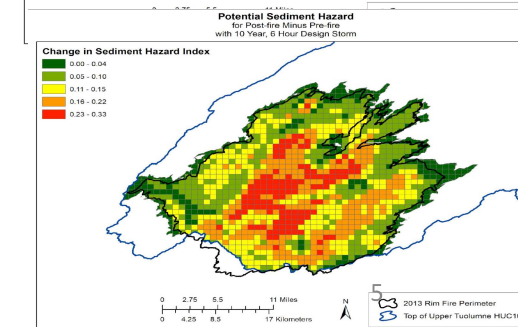 Potential Sediment Hazard
for Post-fire Minus Pre-fire
with 10 Year, 6 Hour Design Storm
Change in Sediment Hazard Index
0.00 - 0.04
0.05 - 0.10
0.11 - 0.15
0.16 - 0.22
0.23 - 0.33
0 2.75 5.5 11 Miles
0 4.25 8.5 17 Kilometers
N
5
2013 Rim Fire Perimeter
Top of Upper Tuolumne HUC1